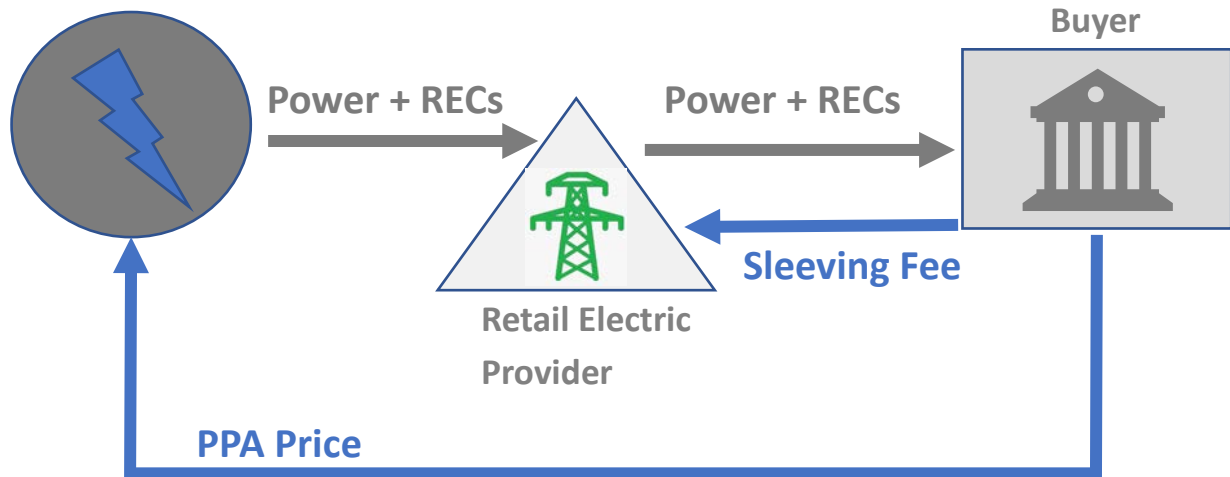 Buyer
Power + RECs
Power + RECs
Sleeving Fee
Retail Electric
Provider
PPA Price